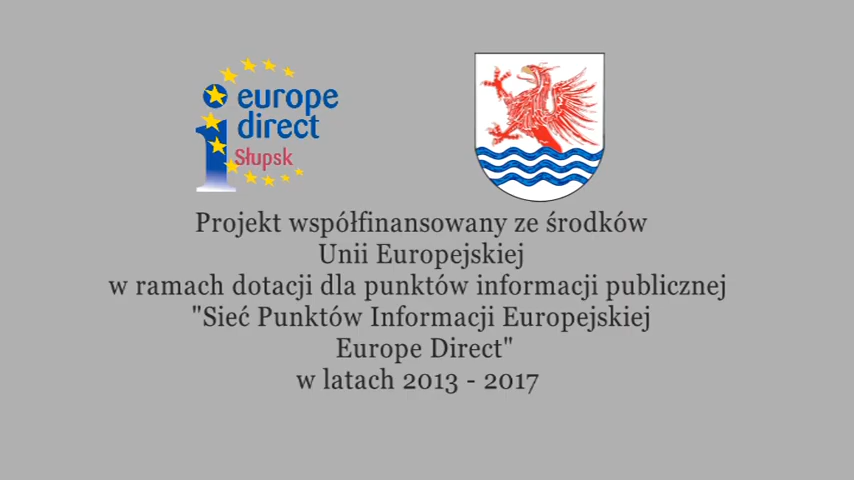 europe
direct
Słupsk
Projekt współfinansowany ze środków
Unii Europejskiej
w ramach dotacji dla punktów informacji publicznej
"Sieć Punktów Informacji Europejskiej
Europe Direct"
w latach 2013 - 2017